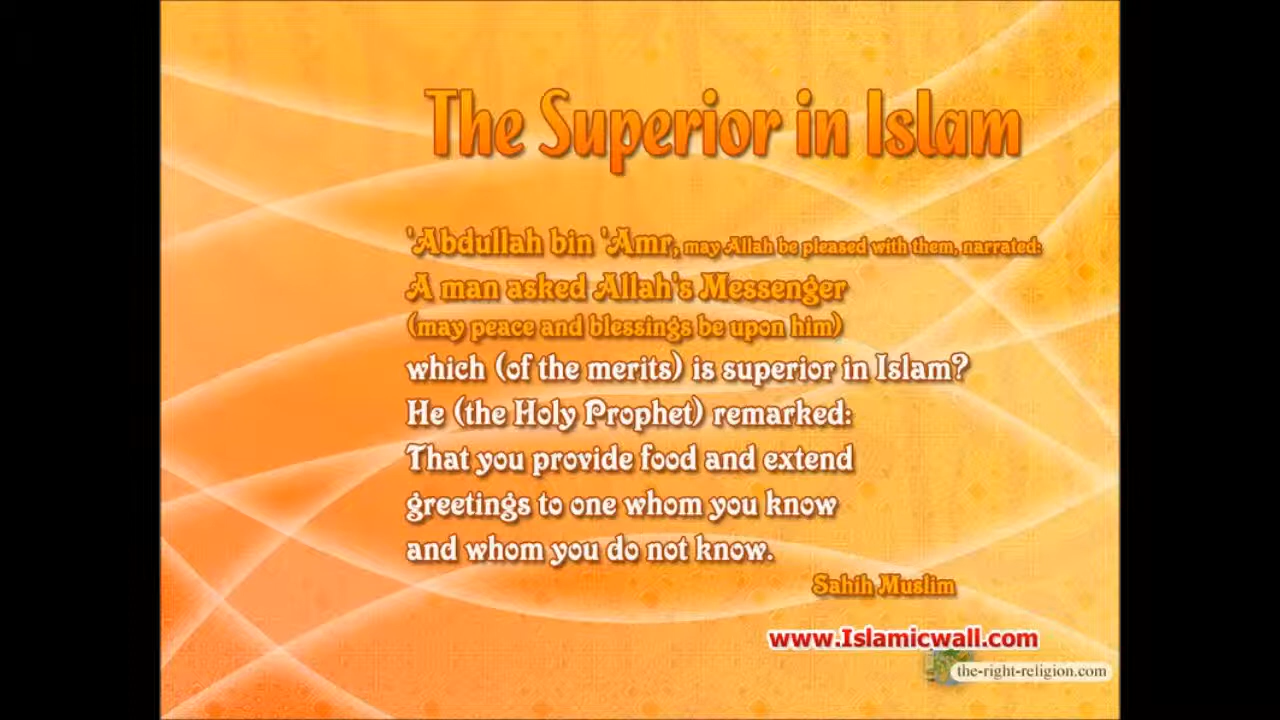 The Superior in Islam
'Abdullah bin 'Amr, may Allah be pleased with them, narrated:
A man asked Allah's Messenger
(may peace and blessings be upon him)
which (of the merits) is superior in Islam?
He (the Holy Prophet) remarked:
That you provide food and extend
greetings to one whom you know
and whom you do not know.
Sahih Muslim
www.Islamicwall.com
the-right-religion.com